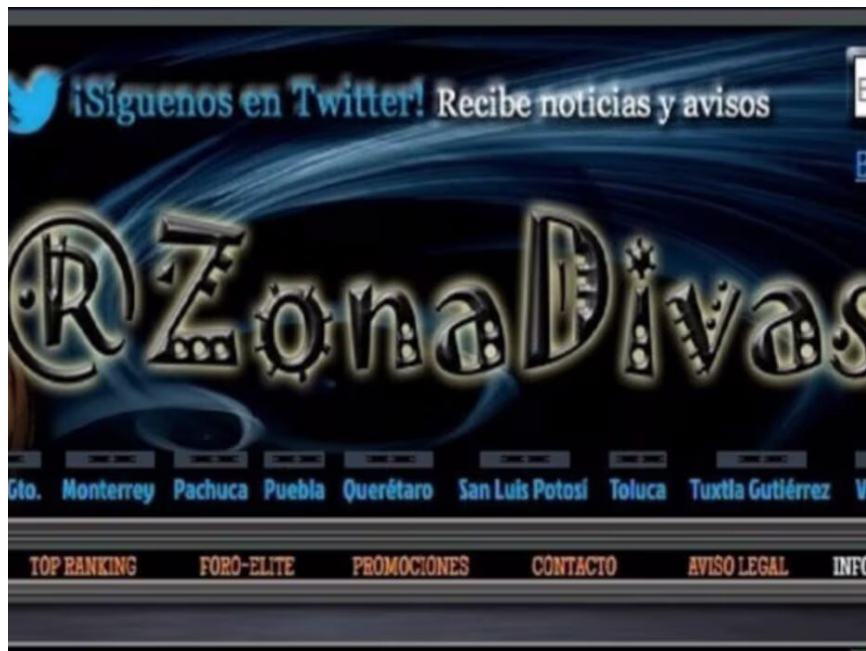 ¡Síguenos en Twitter! Recibe noticias y avisos
®ZonaDivas
Gto. Monterrey Pachuca Puebla Querétaro San Luis Potosí Toluca Tuxtla Gutiérrez
TOP RANKING FORO-ELITE PROMOCIONES CONTACTO AVISO LEGAL INFO